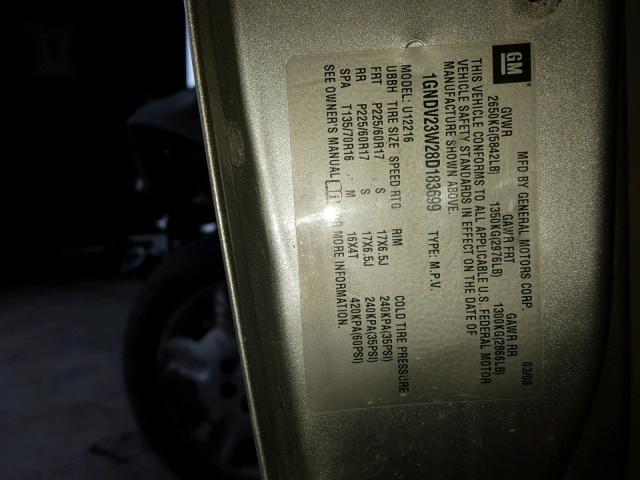 GM
MFD BY GENERAL MOTORS CORP.
03/08
GVWR GAWR FRT GAWR RR
2650KG(5842LB) 1350KG(2976LB) 1300KG(2866LB)
THIS VEHICLE CONFORMS TO ALL APPLICABLE U.S. FEDERAL MOTOR
VEHICLE SAFETY STANDARDS IN EFFECT ON THE DATE OF
MANUFACTURE SHOWN ABOVE.
1GNDV23W28D183699 TYPE: M.P.V.
MODEL: U12216
UBBH TIRE SIZE SPEED RTG RIM COLD TIRE PRESSURE
FRT P225/60R17 S 17X6.5J 240KPA(35PSI)
RR P225/60R17 S 17X6.5J 240KPA(35PSI)
SPA T135/70R16 M 16X4T 420KPA(60PSI)
SEE OWNER'S MANUAL FOR MORE INFORMATION.